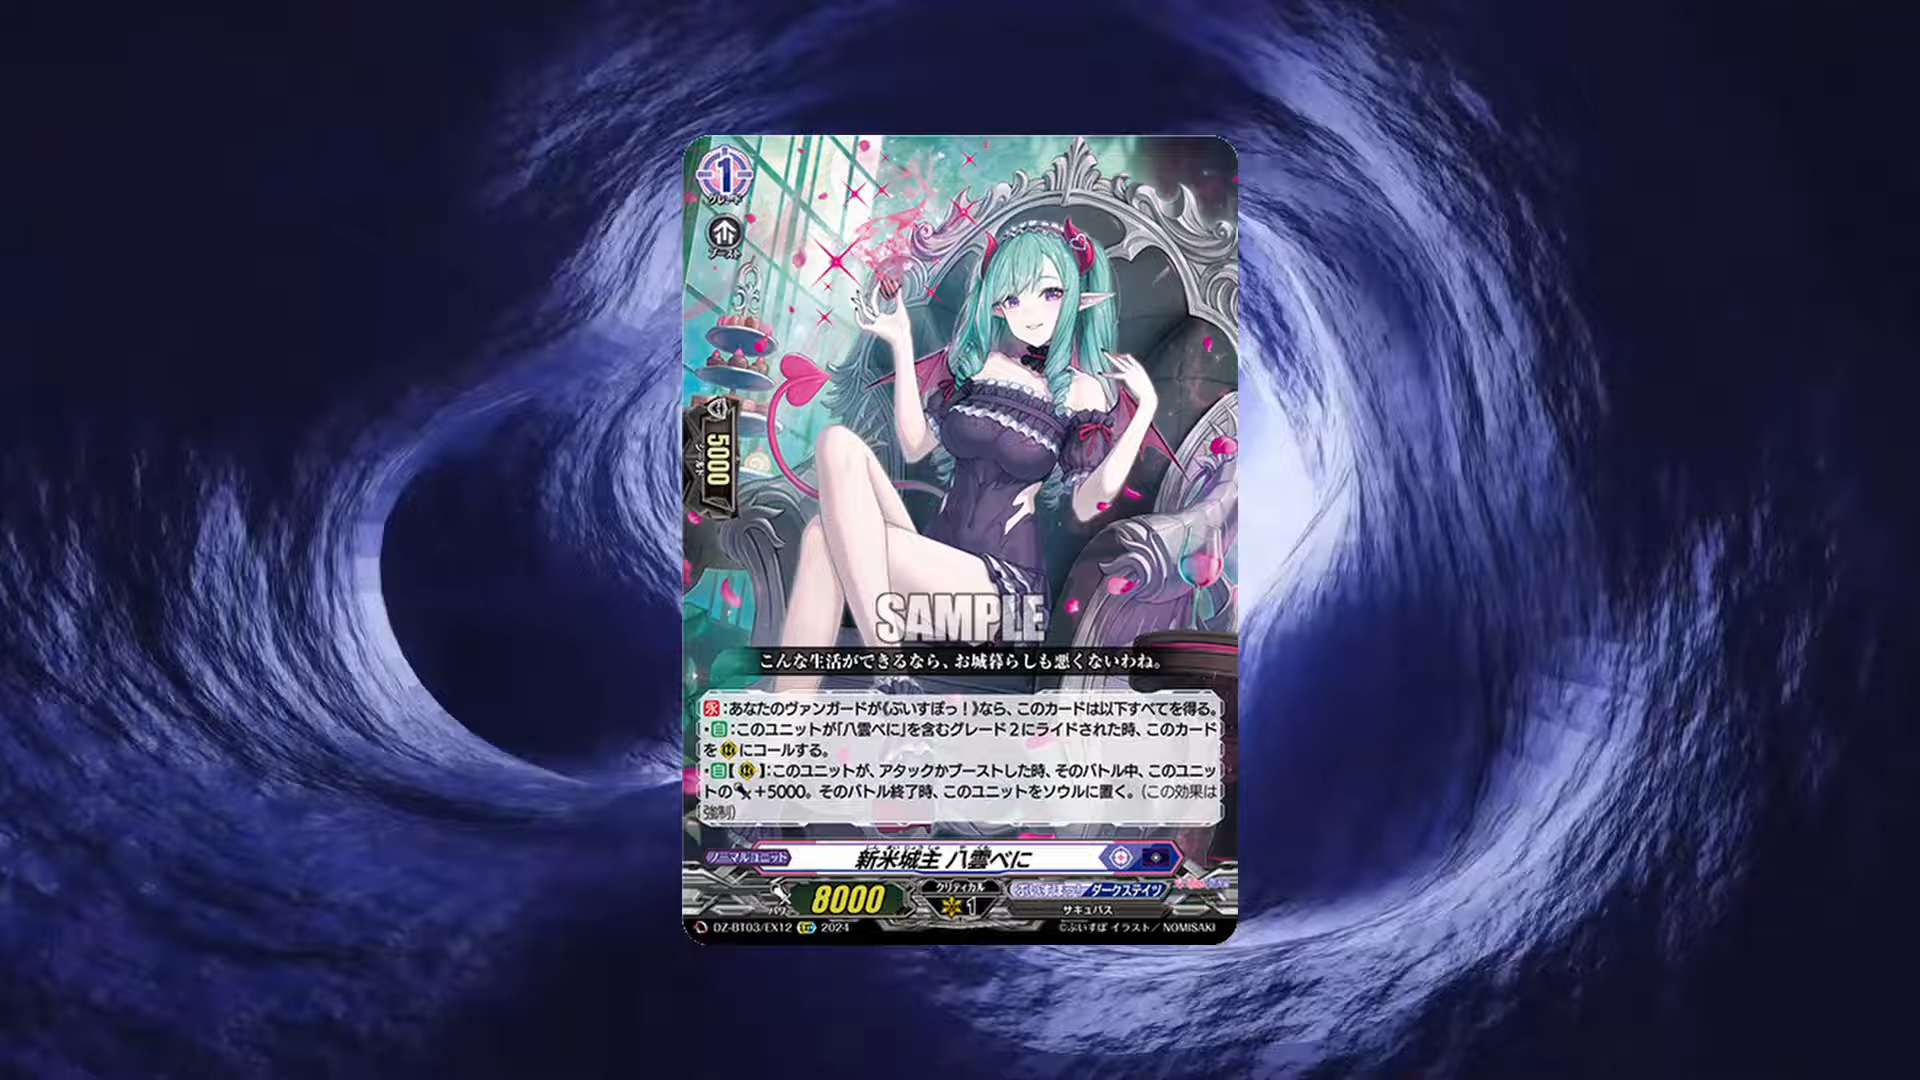 1
グレード
ブースト
5000
シールド
SAMPLE
こんな生活ができるなら、お城暮らしも悪くないわね。
永:あなたのヴァンガードが《ぶいすぽっ!》なら、このカードは以下すべてを得る。
・自:このユニットが「八雲べに」を含むグレード2にライドされた時、このカード
を Ⓡにコールする。
・自【 Ⓡ 】:このユニットが、アタックかブーストした時、そのバトル中、このユニッ
トの +5000。そのバトル終了時、このユニットをソウルに置く。(この効果は
強制)
ノーマルユニット
新米城主 八雲べに
パワー
8000
クリティカル
1
ぶいすぽっ!/ダークステイツ
サキュバス
DZ-BT03/EX12 2024
©ぶいすぽ イラスト/ NOMISAKI